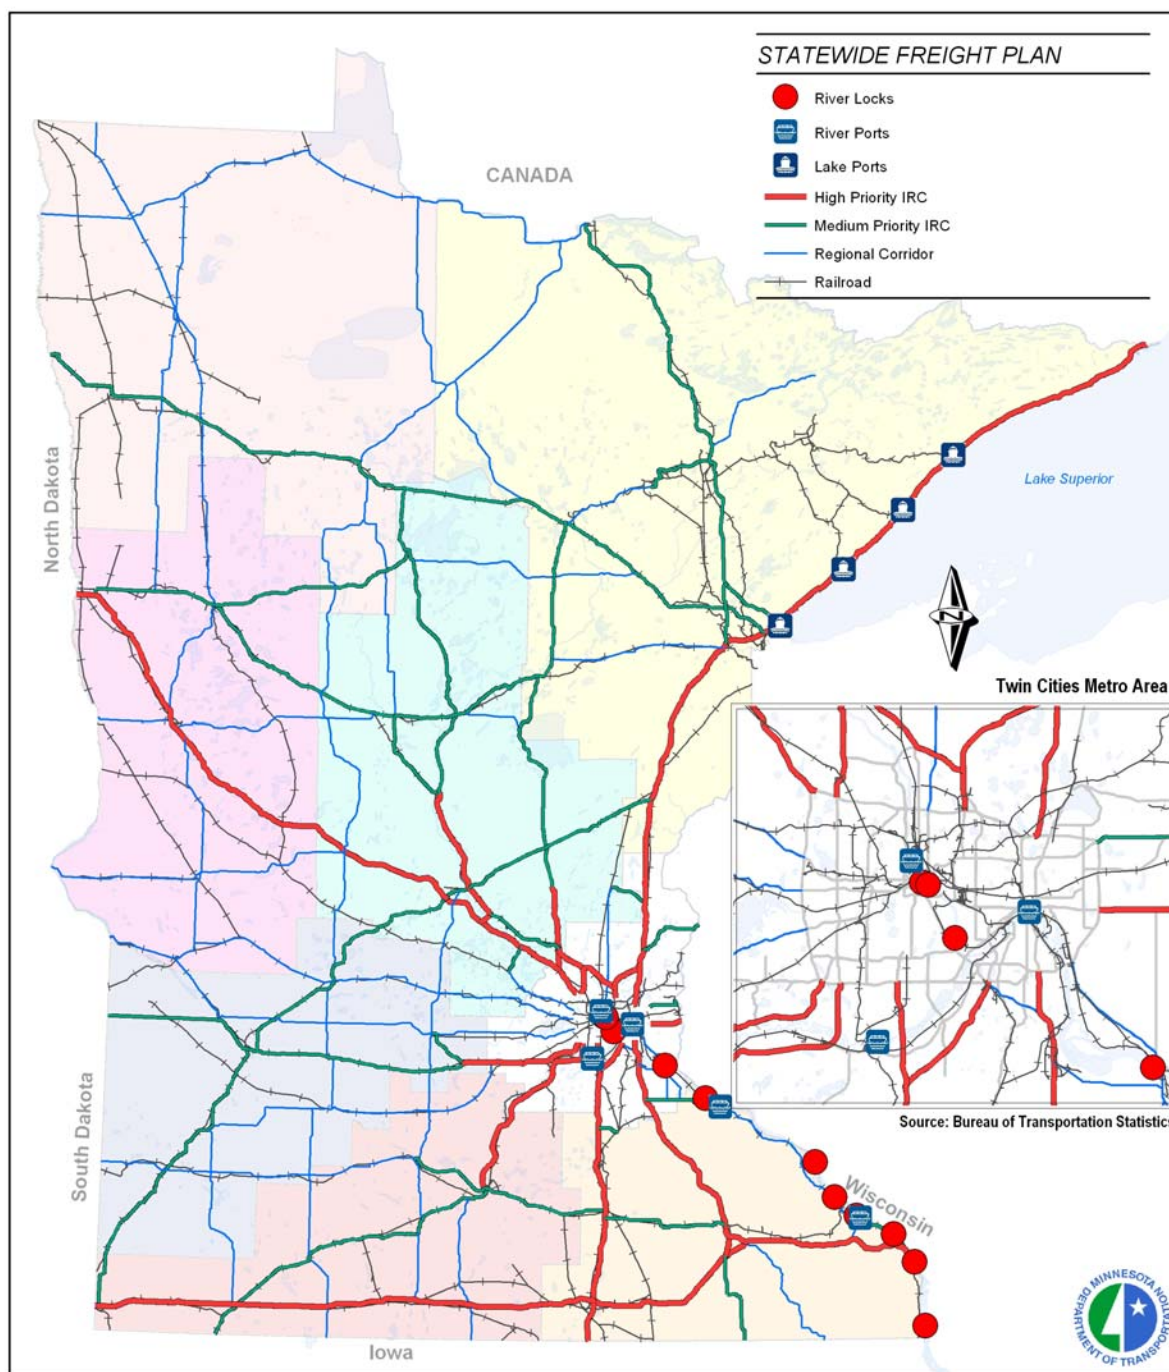 STATEWIDE FREIGHT PLAN
River Locks
River Ports
Lake Ports
High Priority IRC
Medium Priority IRC
Regional Corridor
Railroad
CANADA
North Dakota
Lake Superior
N
Twin Cities Metro Area
Source: Bureau of Transportation Statistics
South Dakota
Wisconsin
Iowa
MINNESOTA
DEPARTMENT OF TRANSPORTATION